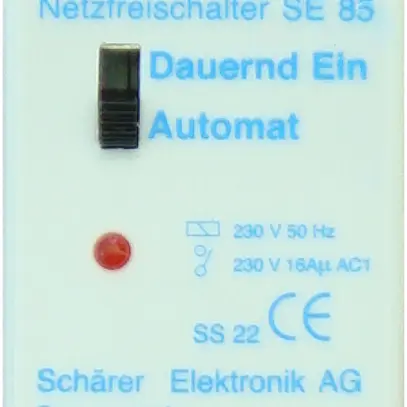 Netzfreischalter SE 85
Dauernd Ein
Automat
230 V 50 Hz
230 V 16Aµ AC1
SS 22 CE
Schärer Elektronik AG